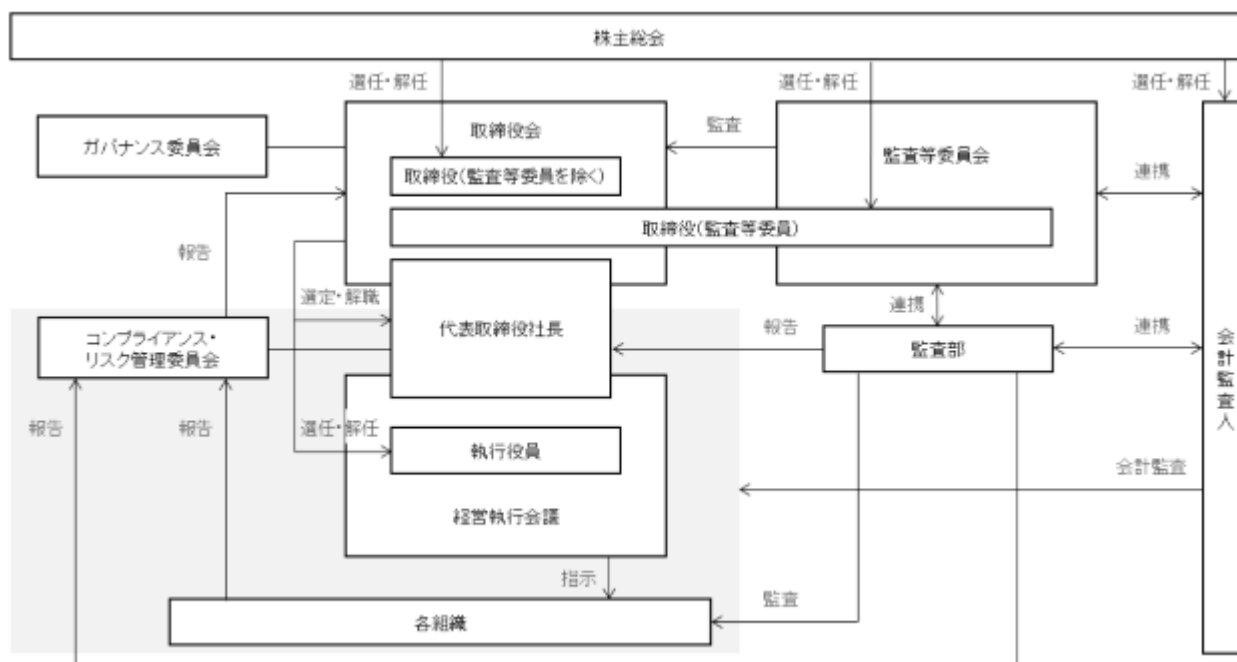 株主総会
選任・解任
選任・解任
選任・解任
ガバナンス委員会
取締役会
監査
監査等委員会
取締役(監査等委員を除く)
連携
取締役(監査等委員)
報告
選定・解職
連携
コンプライアンス・
リスク管理委員会
代表取締役社長
報告
監査部
連携
会計監査人
報告
報告
選任・解任
執行役員
会計監査
経営執行会議
指示
各組織
監査